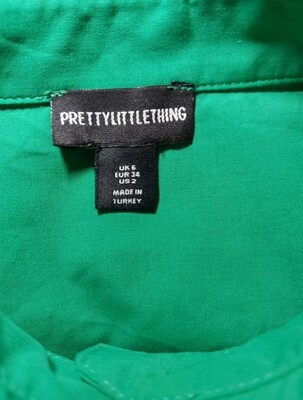 PRETTYLITTLETHING
UK 6
EUR 34
US 2
MADE IN
TURKEY